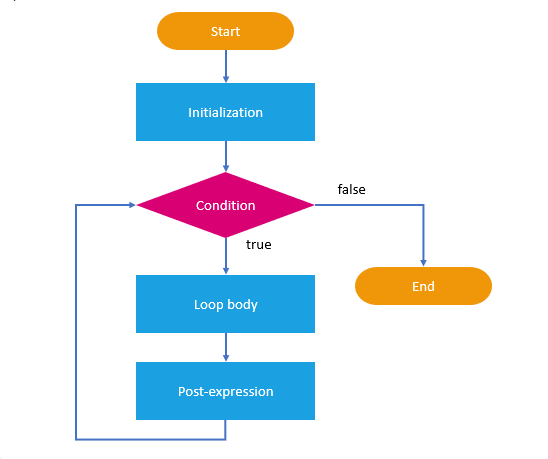 Start
Initialization
Condition
false
true
Loop body
End
Post-expression